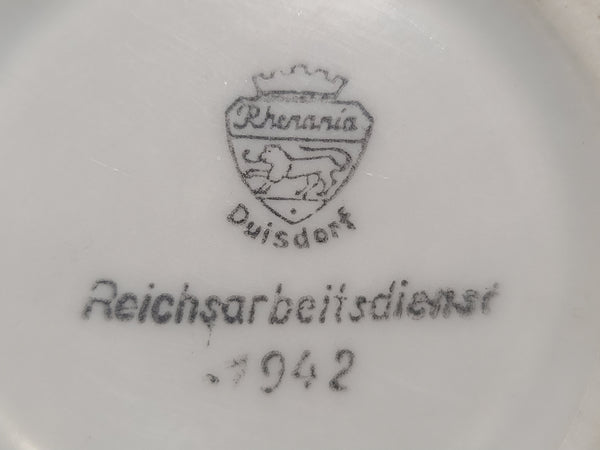 Rhenania
Duisdorf
Reichsarbeitsdienst
1942